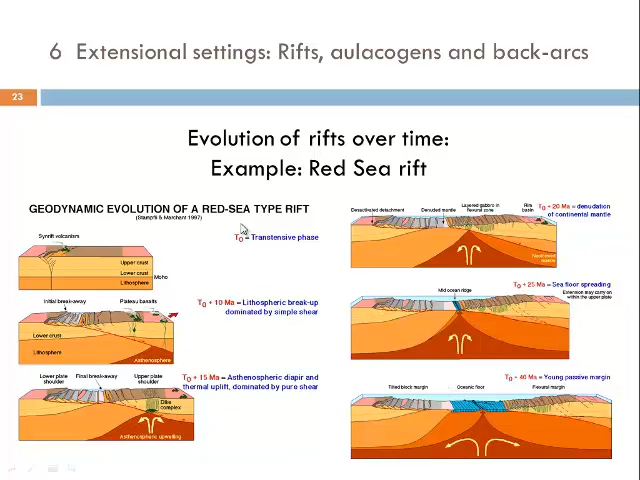 6 Extensional settings: Rifts, aulacogens and back-arcs
23
Evolution of rifts over time:
Example: Red Sea rift
GEODYNAMIC EVOLUTION OF A RED-SEA TYPE RIFT
(Stampfli & Marchant 1997)
Synrift volcanism
T0 = Transtensive phase
Upper crust
Lower crust
Lithosphere
Moho
Initial break-away
Plateau basalts
T0 + 10 Ma = Lithospheric break-up
dominated by simple shear
Lower crust
Lithosphere
Asthenosphere
Lower plate
shoulder
Final break-away
Upper plate
shoulder
T0 + 15 Ma = Asthenospheric diapir and
thermal uplift, dominated by pure shear
Dike
complex
Asthenospheric upwelling
Desactivated detachment
Denuded mantle
Layered gabbro in
flexural zone
Rim
basin
T0 + 20 Ma = denudation
of continental mantle
mantle
T0 + 25 Ma = Sea floor spreading
Mid ocean ridge
Extension may carry on
within the upper plate
T0 + 40 Ma = Young passive margin
Tilted block margin
Oceanic floor
Flexural margin